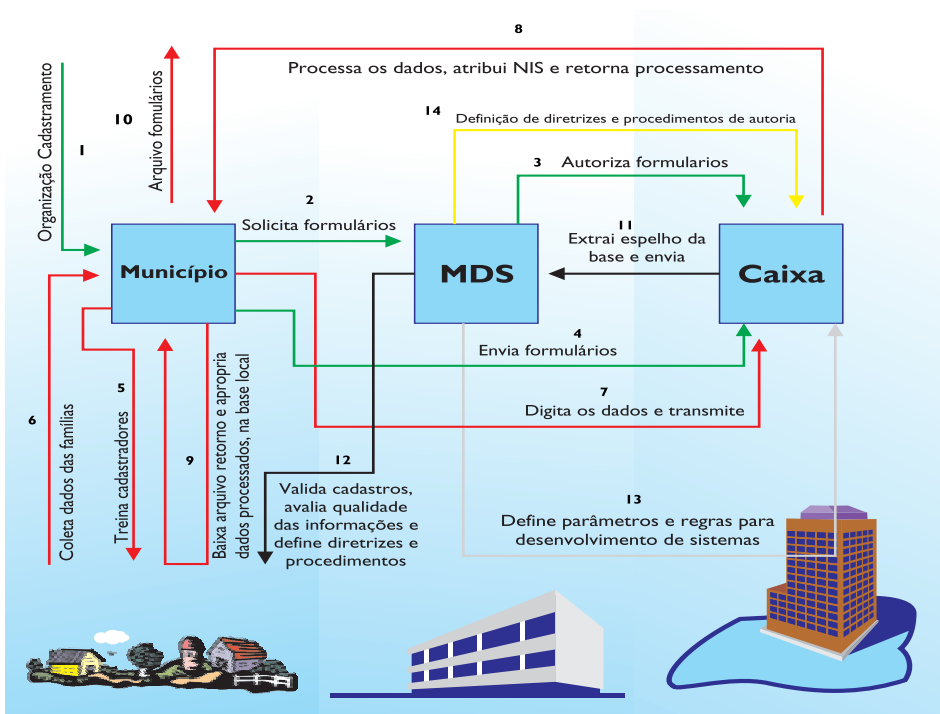 8
Processa os dados, atribui NIS e retorna processamento
10
Arquivo fomulários
1
Organização Cadastramento
14
Definição de diretrizes e procedimentos de autoria
3
Autoriza formularios
2
Solicita formulários
11
Extrai espelho da
base e envia
Município
MDS
Caixa
4
Envia formulários
7
Digita os dados e transmite
6
Coleta dados das famílias
5
Treina cadastradores
9
Baixa arquivo retorno e apropria
dados processados, na base local
12
Valida cadastros,
avalia qualidade
das informações e
define diretrizes e
procedimentos
13
Define parâmetros e regras para
desenvolvimento de sistemas